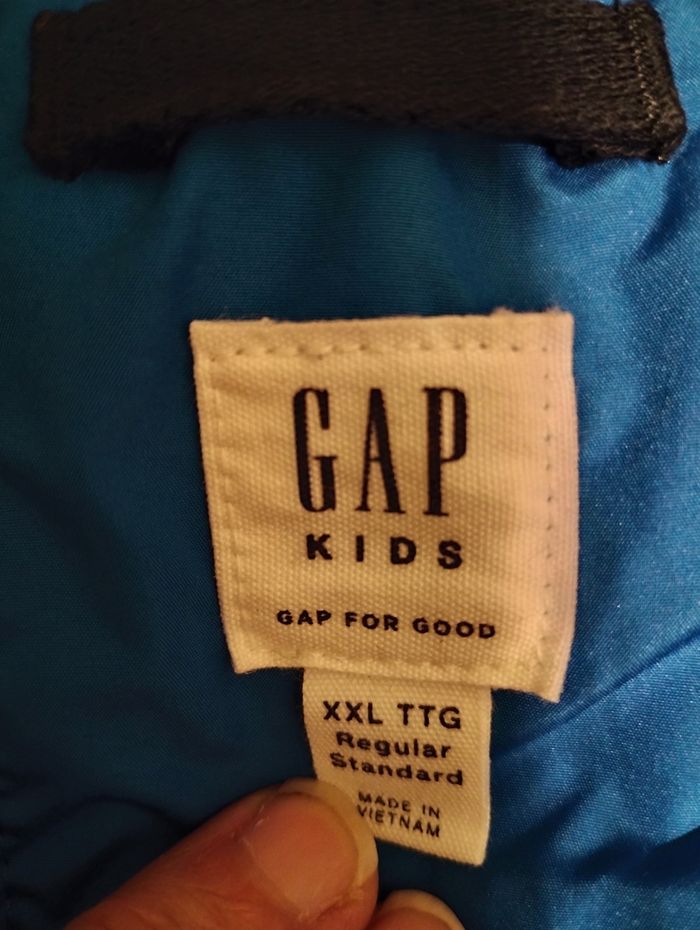 GAP
KIDS
GAP FOR GOOD
XXL TTG
Regular
Standard
MADE IN
VIETNAM